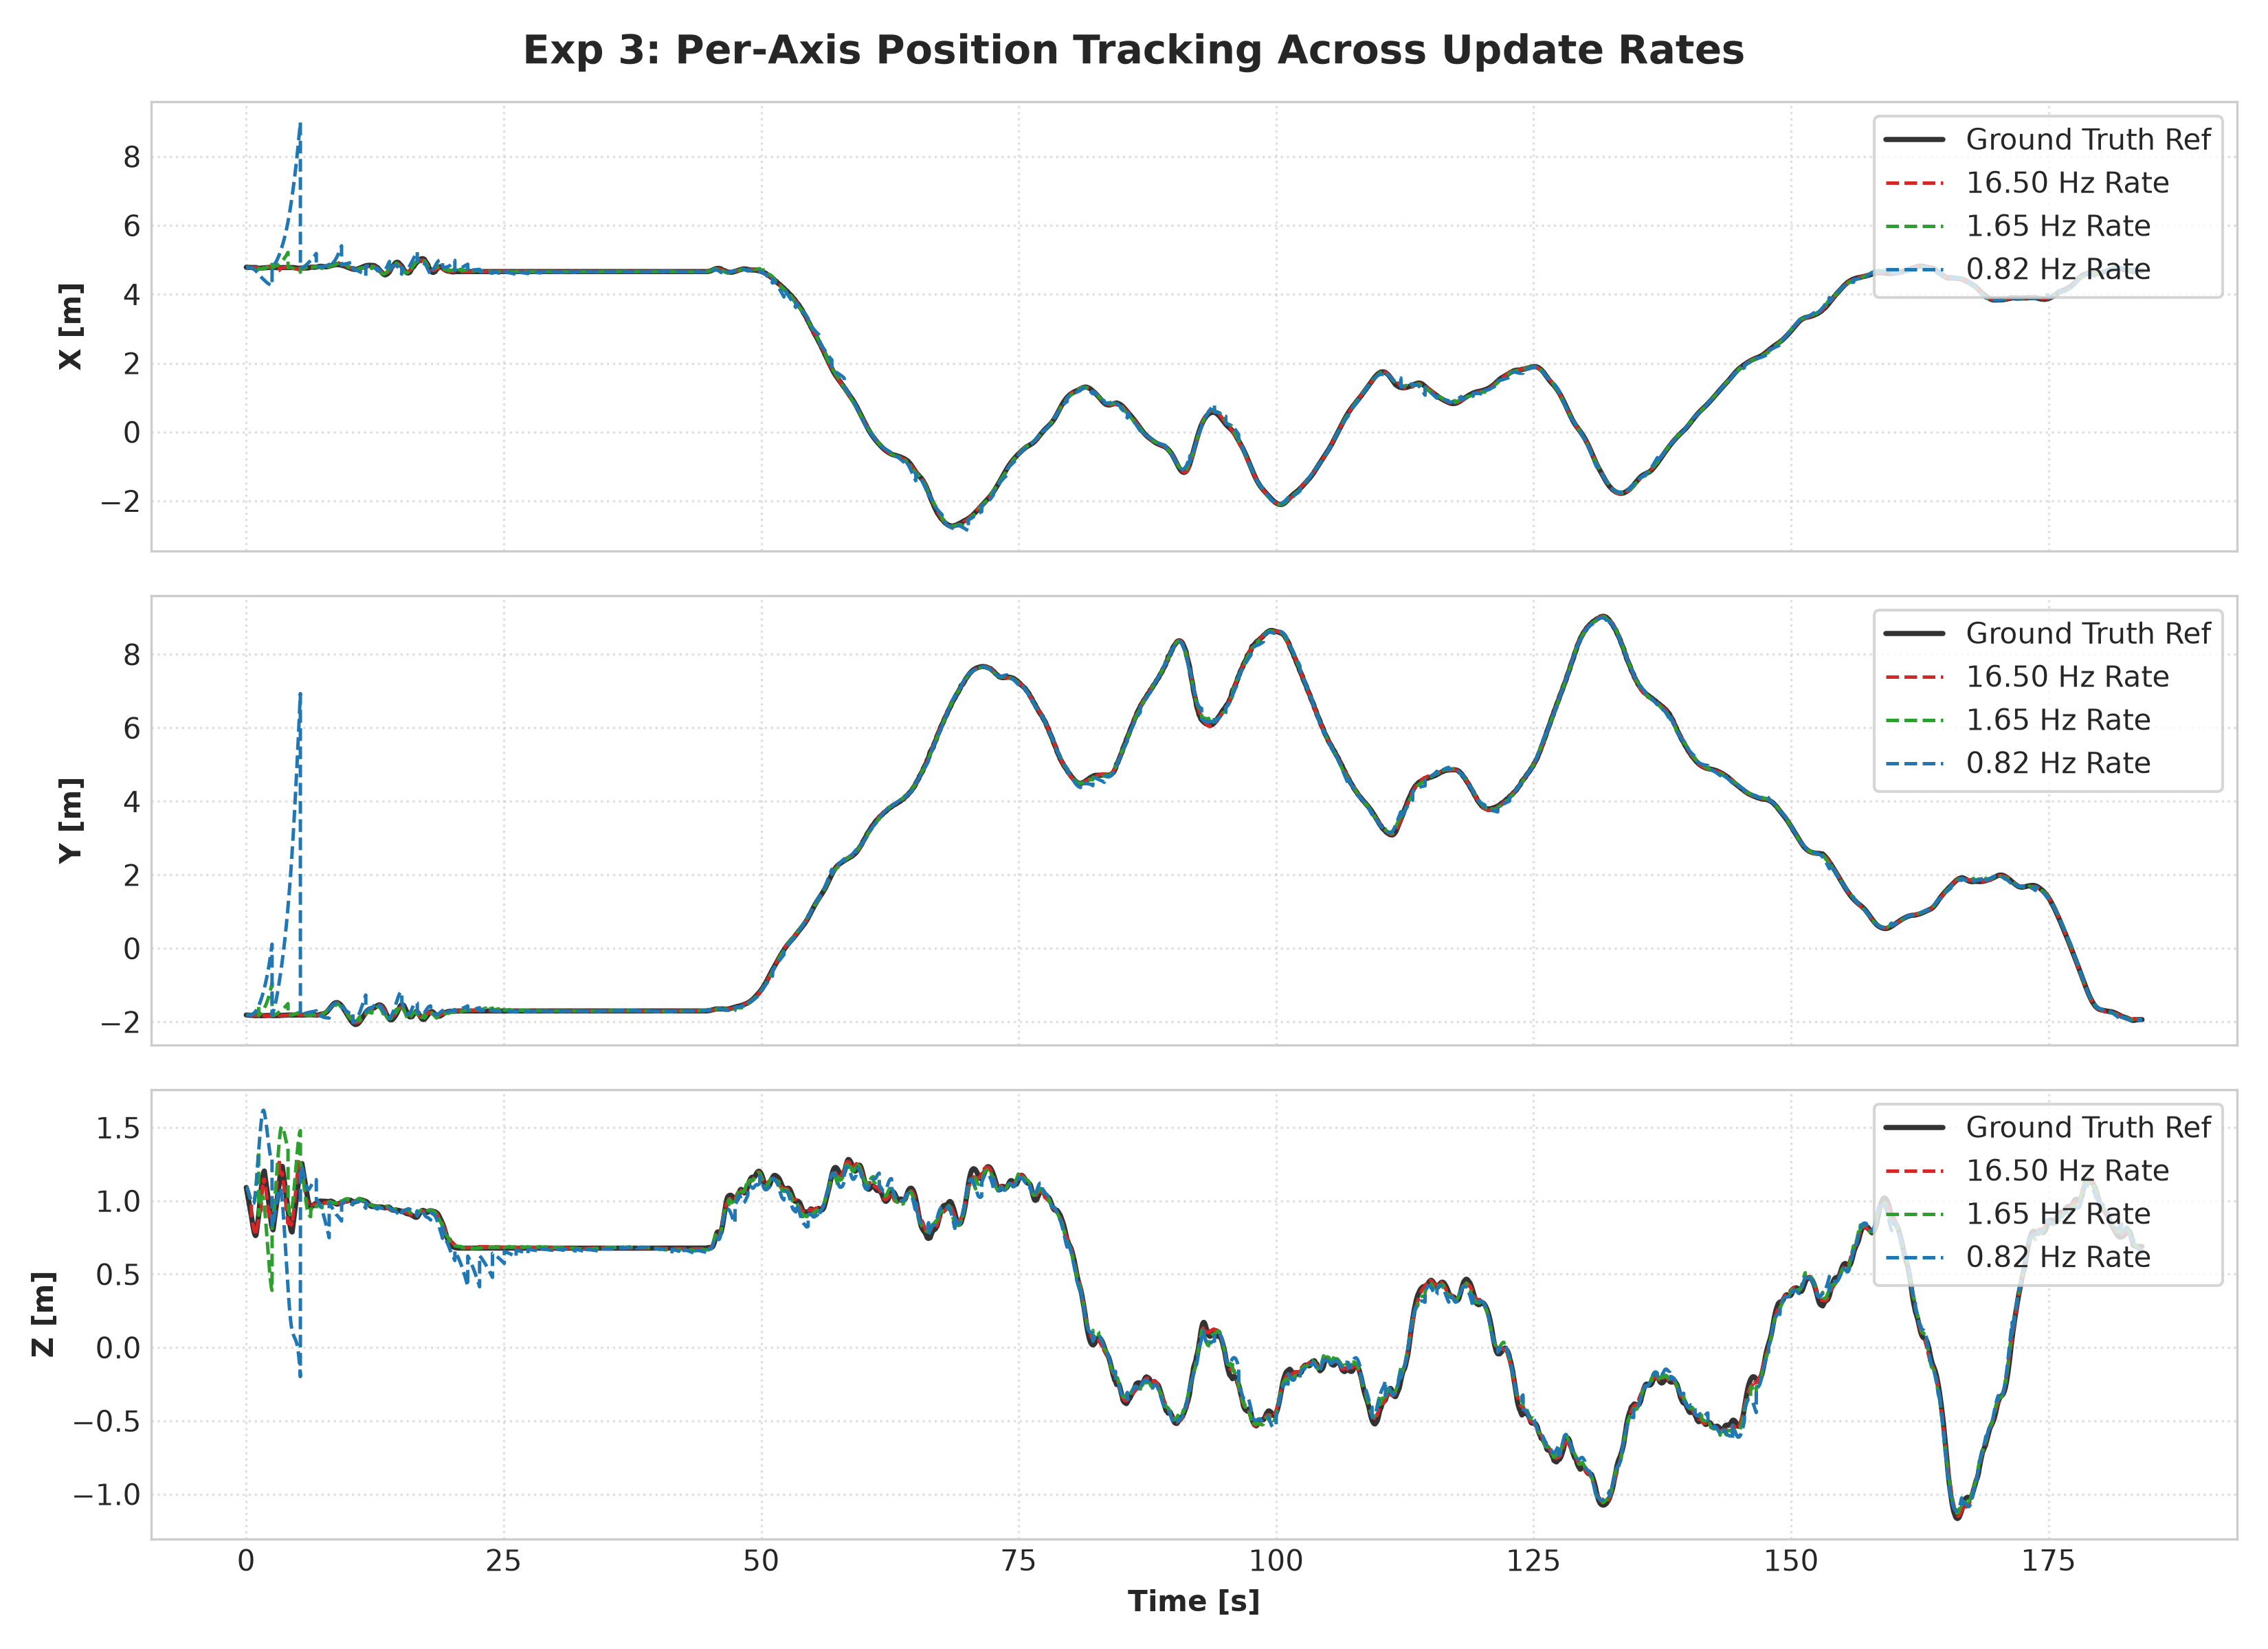 Exp 3: Per-Axis Position Tracking Across Update Rates
X [m]
8
6
4
2
0
−2
Ground Truth Ref
16.50 Hz Rate
1.65 Hz Rate
0.82 Hz Rate
Y [m]
8
6
4
2
0
−2
Ground Truth Ref
16.50 Hz Rate
1.65 Hz Rate
0.82 Hz Rate
Z [m]
1.5
1.0
0.5
0.0
−0.5
−1.0
Ground Truth Ref
16.50 Hz Rate
1.65 Hz Rate
0.82 Hz Rate
0 25 50 75 100 125 150 175
Time [s]